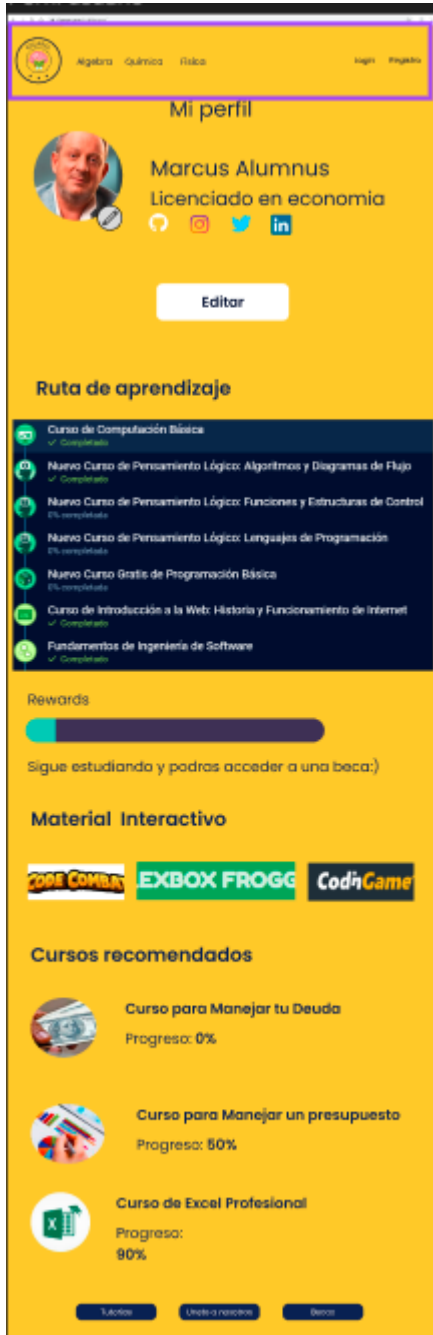 Algebra Química Física Login Registro
Mi perfil
Marcus Alumnus
Licenciado en economia
in
Editar
Ruta de aprendizaje
Curso de Computación Básica
✓ Completado
Nuevo Curso de Pensamiento Lógico: Algoritmos y Diagramas de Flujo
✓ Completado
Nuevo Curso de Pensamiento Lógico: Funciones y Estructuras de Control
0% completado
Nuevo Curso de Pensamiento Lógico: Lenguajes de Programación
0% completado
Nuevo Curso Gratis de Programación Básica
0% completado
Curso de Introducción a la Web: Historia y Funcionamiento de Internet
✓ Completado
Fundamentos de Ingeniería de Software
✓ Completado
Rewards
Sigue estudiando y podras acceder a una beca:)
Material Interactivo
CODE COMBAT
LEXBOX FROGG
CodinGame
Cursos recomendados
Curso para Manejar tu Deuda
Progreso: 0%
Curso para Manejar un presupuesto
Progreso: 50%
Curso de Excel Profesional
Progreso:
90%
Tutorias Unete a nosotros Becas